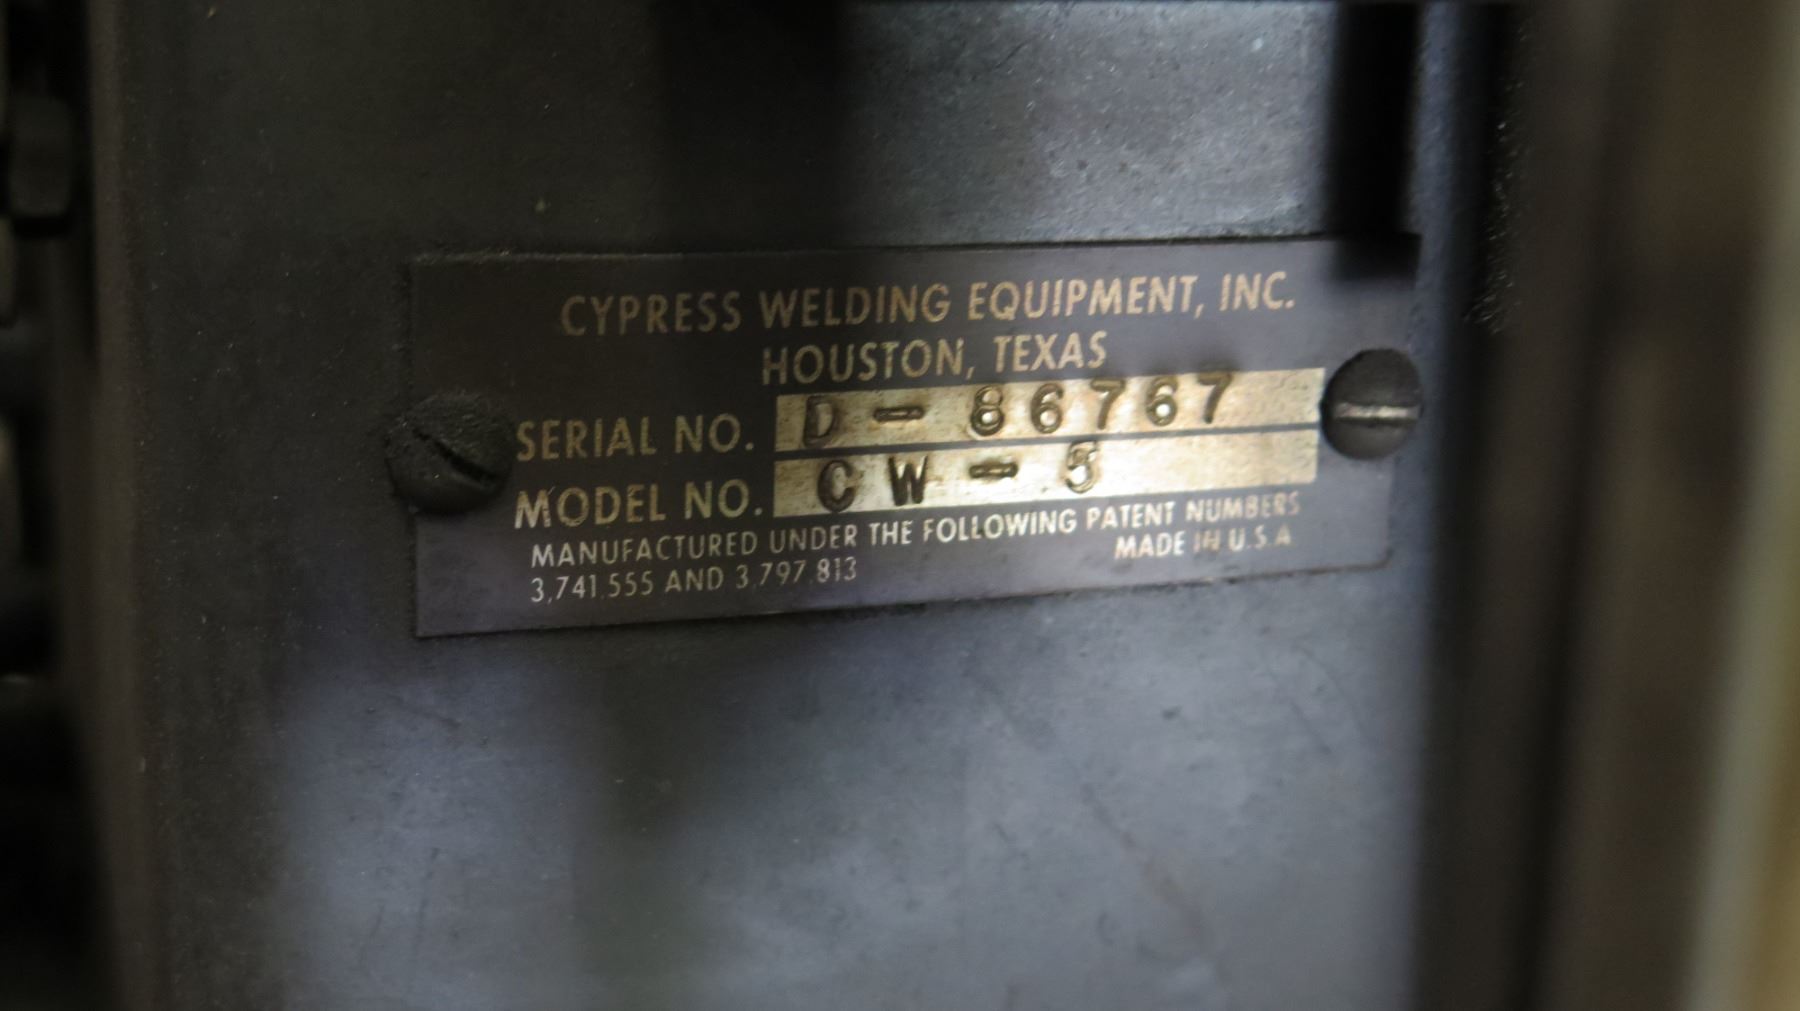 CYPRESS WELDING EQUIPMENT, INC.
HOUSTON, TEXAS
SERIAL NO. D-86767
MODEL NO. CW-5
MANUFACTURED UNDER THE FOLLOWING PATENT NUMBERS
3,741,555 AND 3,797,813 MADE IN U.S.A